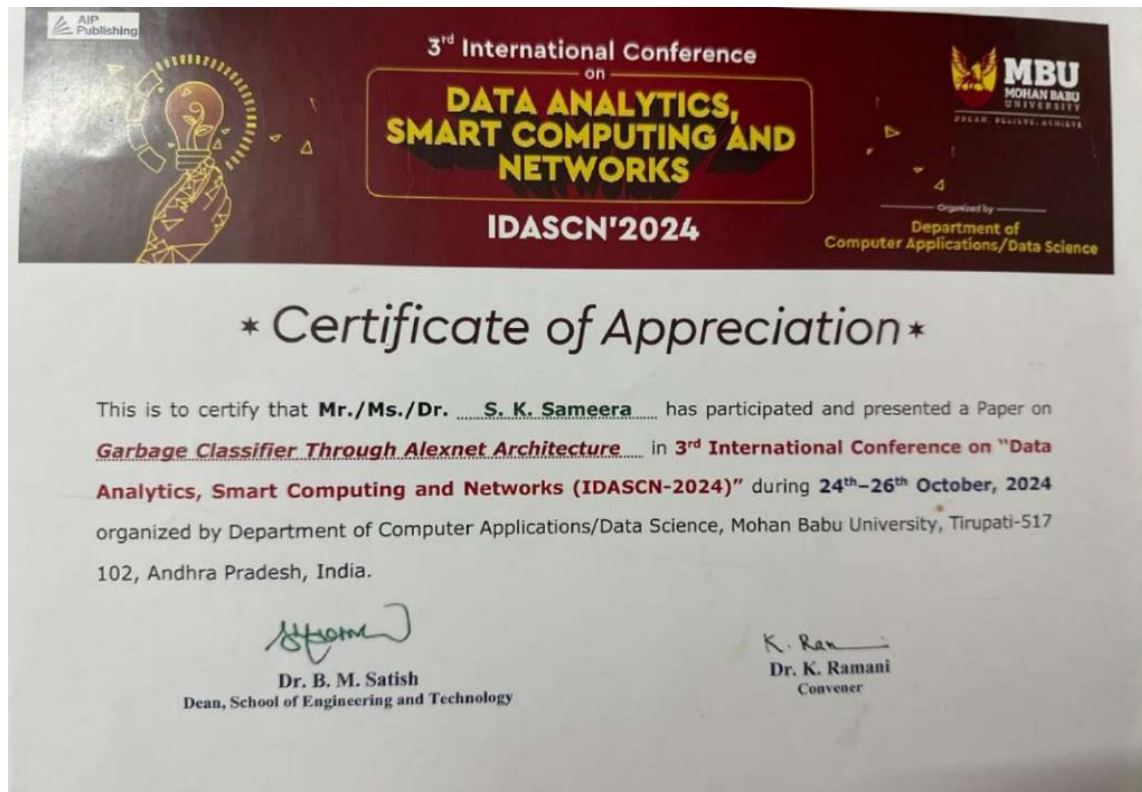 AIP
Publishing
3rd International Conference
on
DATA ANALYTICS,
SMART COMPUTING AND
NETWORKS
IDASCN'2024
MBU
MOHAN BABU
UNIVERSITY
DREAM. BELIEVE. ACHIEVE
Organized by
Department of
Computer Applications/Data Science
* Certificate of Appreciation *
This is to certify that Mr./Ms./Dr. S. K. Sameera has participated and presented a Paper on
Garbage Classifier Through Alexnet Architecture in 3rd International Conference on "Data
Analytics, Smart Computing and Networks (IDASCN-2024)" during 24th–26th October, 2024
organized by Department of Computer Applications/Data Science, Mohan Babu University, Tirupati-517
102, Andhra Pradesh, India.
Dr. B. M. Satish
Dean, School of Engineering and Technology
K. Ram
Dr. K. Ramani
Convener